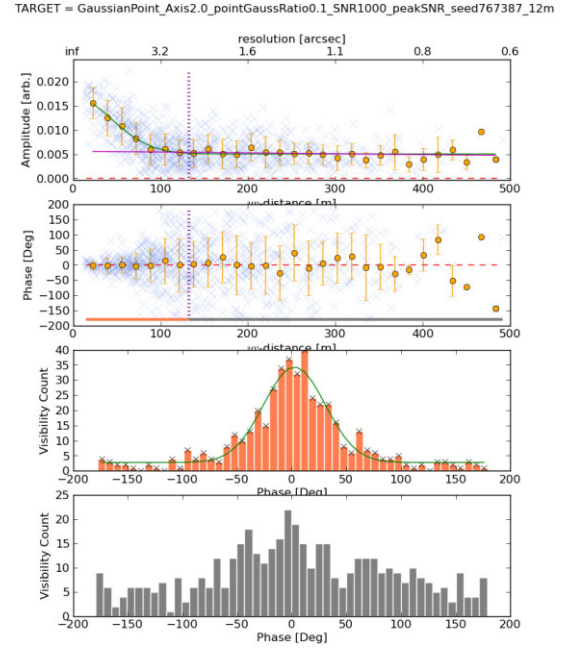 TARGET = GaussianPoint_Axis2.0_pointGaussRatio0.1_SNR1000_peakSNR_seed767387_12m
resolution [arcsec]
inf 3.2 1.6 1.1 0.8 0.6
Amplitude [arb.]
0.020
0.015
0.010
0.005
0.000
0 100 200 300 400 500
uv-distance [m]
Phase [Deg]
200
150
100
50
0
−50
−100
−150
−200
0 100 200 300 400 500
uv-distance [m]
Visibility Count
40
35
30
25
20
15
10
5
0
−200 −150 −100 −50 0 50 100 150 200
Phase [Deg]
Visibility Count
25
20
15
10
5
0
−200 −150 −100 −50 0 50 100 150 200
Phase [Deg]